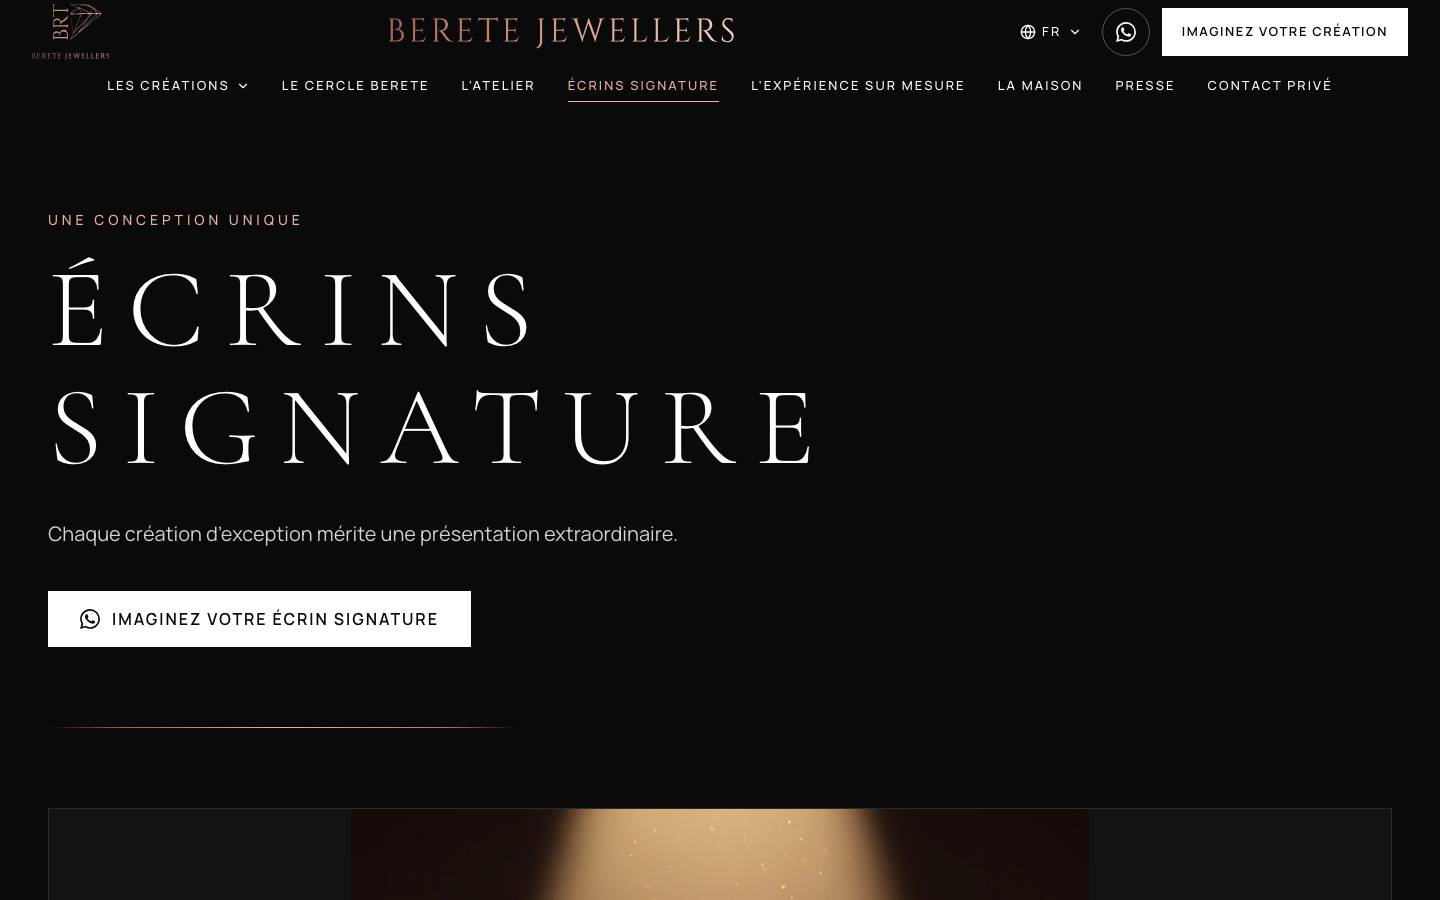 BRT
BERETE JEWELLERS
BERETE JEWELLERS
FR
IMAGINEZ VOTRE CRÉATION
LES CRÉATIONS
LE CERCLE BERETE
L'ATELIER
ÉCRINS SIGNATURE
L'EXPÉRIENCE SUR MESURE
LA MAISON
PRESSE
CONTACT PRIVÉ
UNE CONCEPTION UNIQUE
ÉCRINS
SIGNATURE
Chaque création d’exception mérite une présentation extraordinaire.
IMAGINEZ VOTRE ÉCRIN SIGNATURE